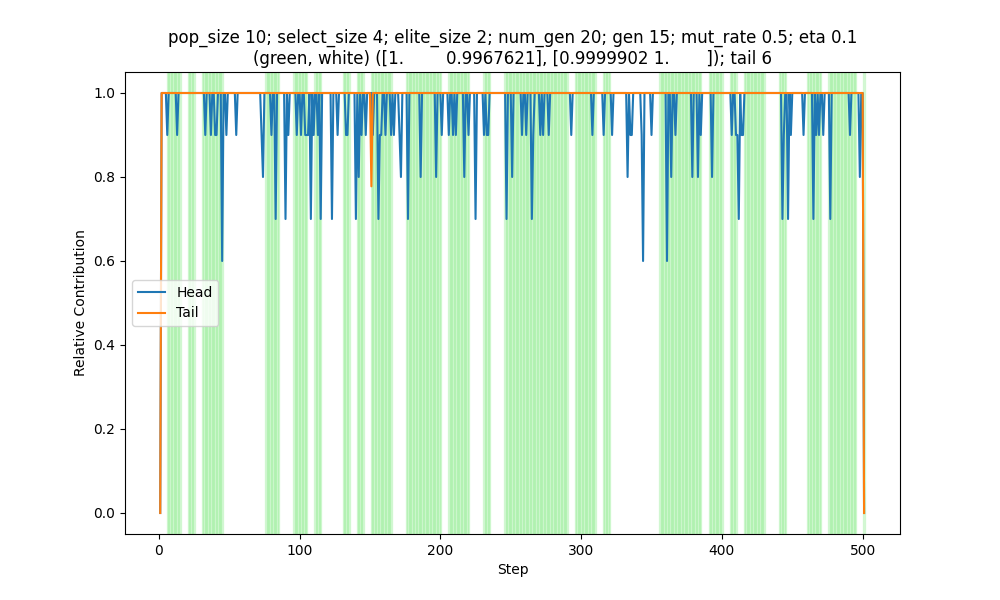 pop_size 10; select_size 4; elite_size 2; num_gen 20; gen 15; mut_rate 0.5; eta 0.1
(green, white) ([1.        0.9967621], [0.9999902 1.       ]); tail 6
1.0
0.8
0.6
0.4
0.2
0.0
Relative Contribution
Head
Tail
0
100
200
300
400
500
Step